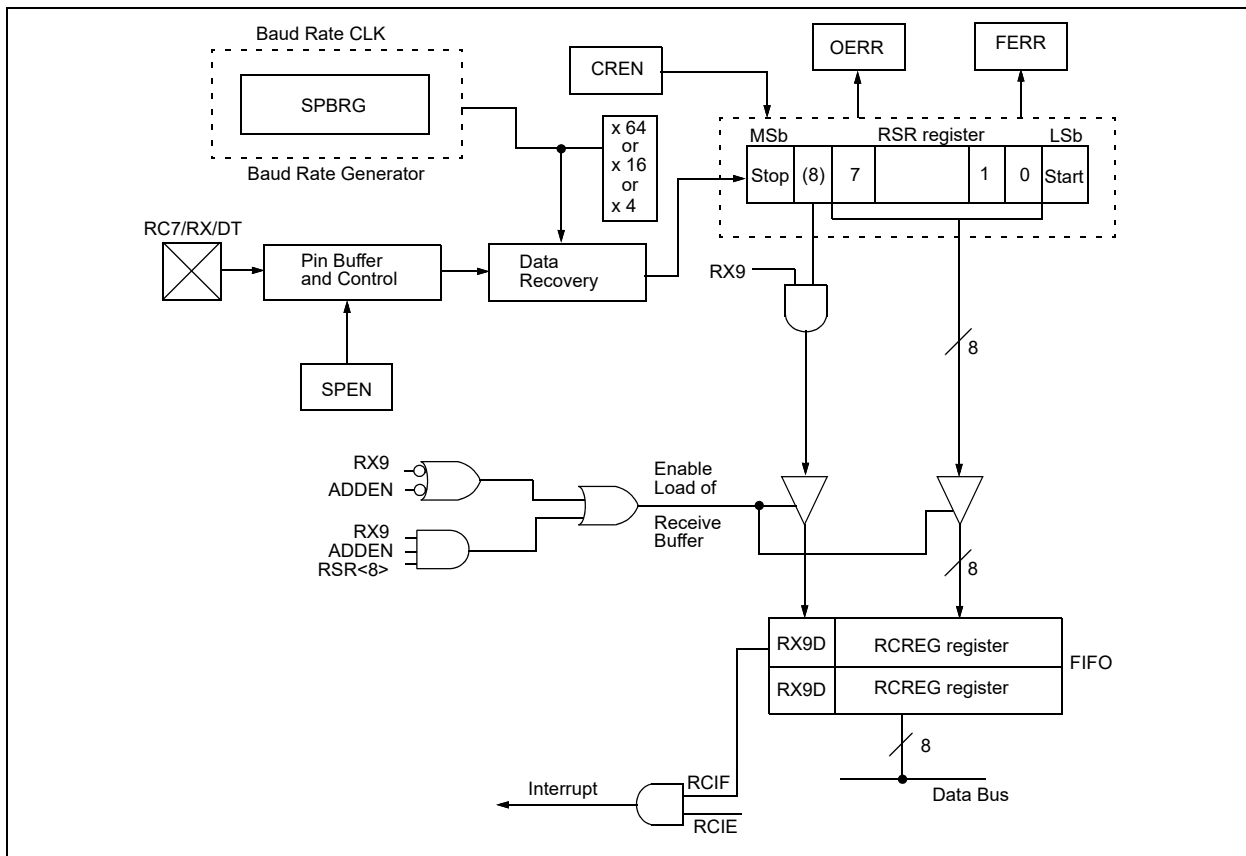 Baud Rate CLK
SPBRG
Baud Rate Generator
CREN
OERR
FERR
x 64
or
x 16
or
x 4
MSb
RSR register
LSb
Stop
(8)
7
1
0
Start
RC7/RX/DT
Pin Buffer
and Control
Data
Recovery
RX9
SPEN
8
RX9
ADDEN
RX9
ADDEN
RSR<8>
Enable
Load of
Receive
Buffer
8
RX9D
RCREG register
RX9D
RCREG register
FIFO
8
Data Bus
Interrupt
RCIF
RCIE